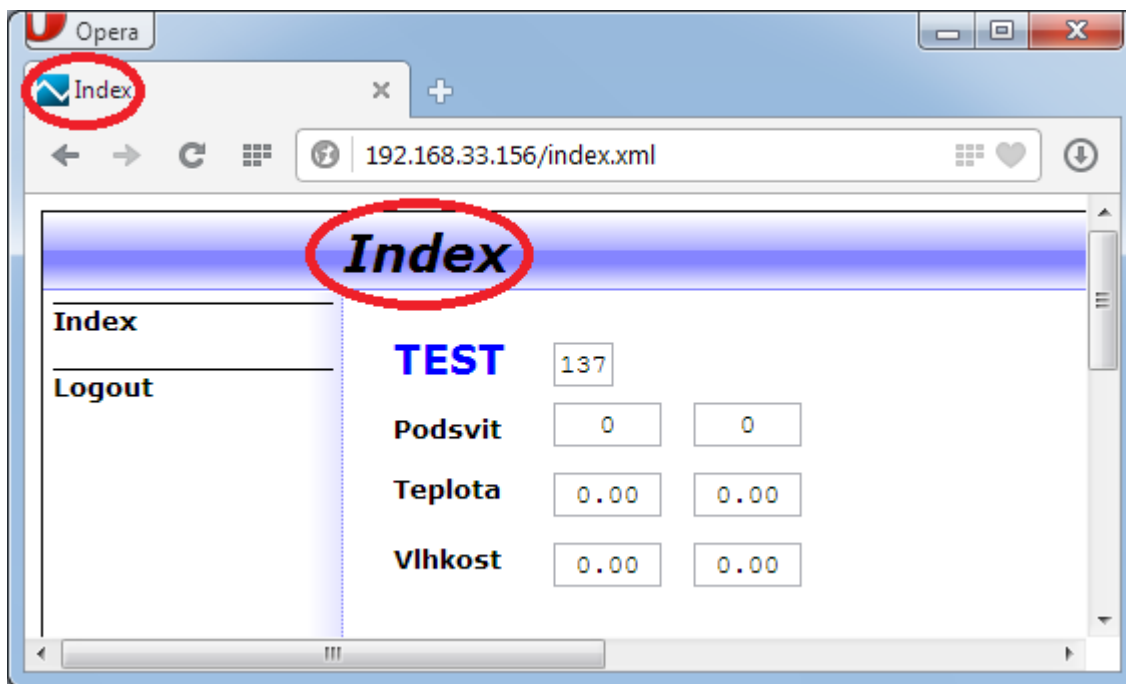 Opera
Index
192.168.33.156/index.xml
Index
Index
Logout
TEST 137
Podsvit 0 0
Teplota 0.00 0.00
Vlhkost 0.00 0.00